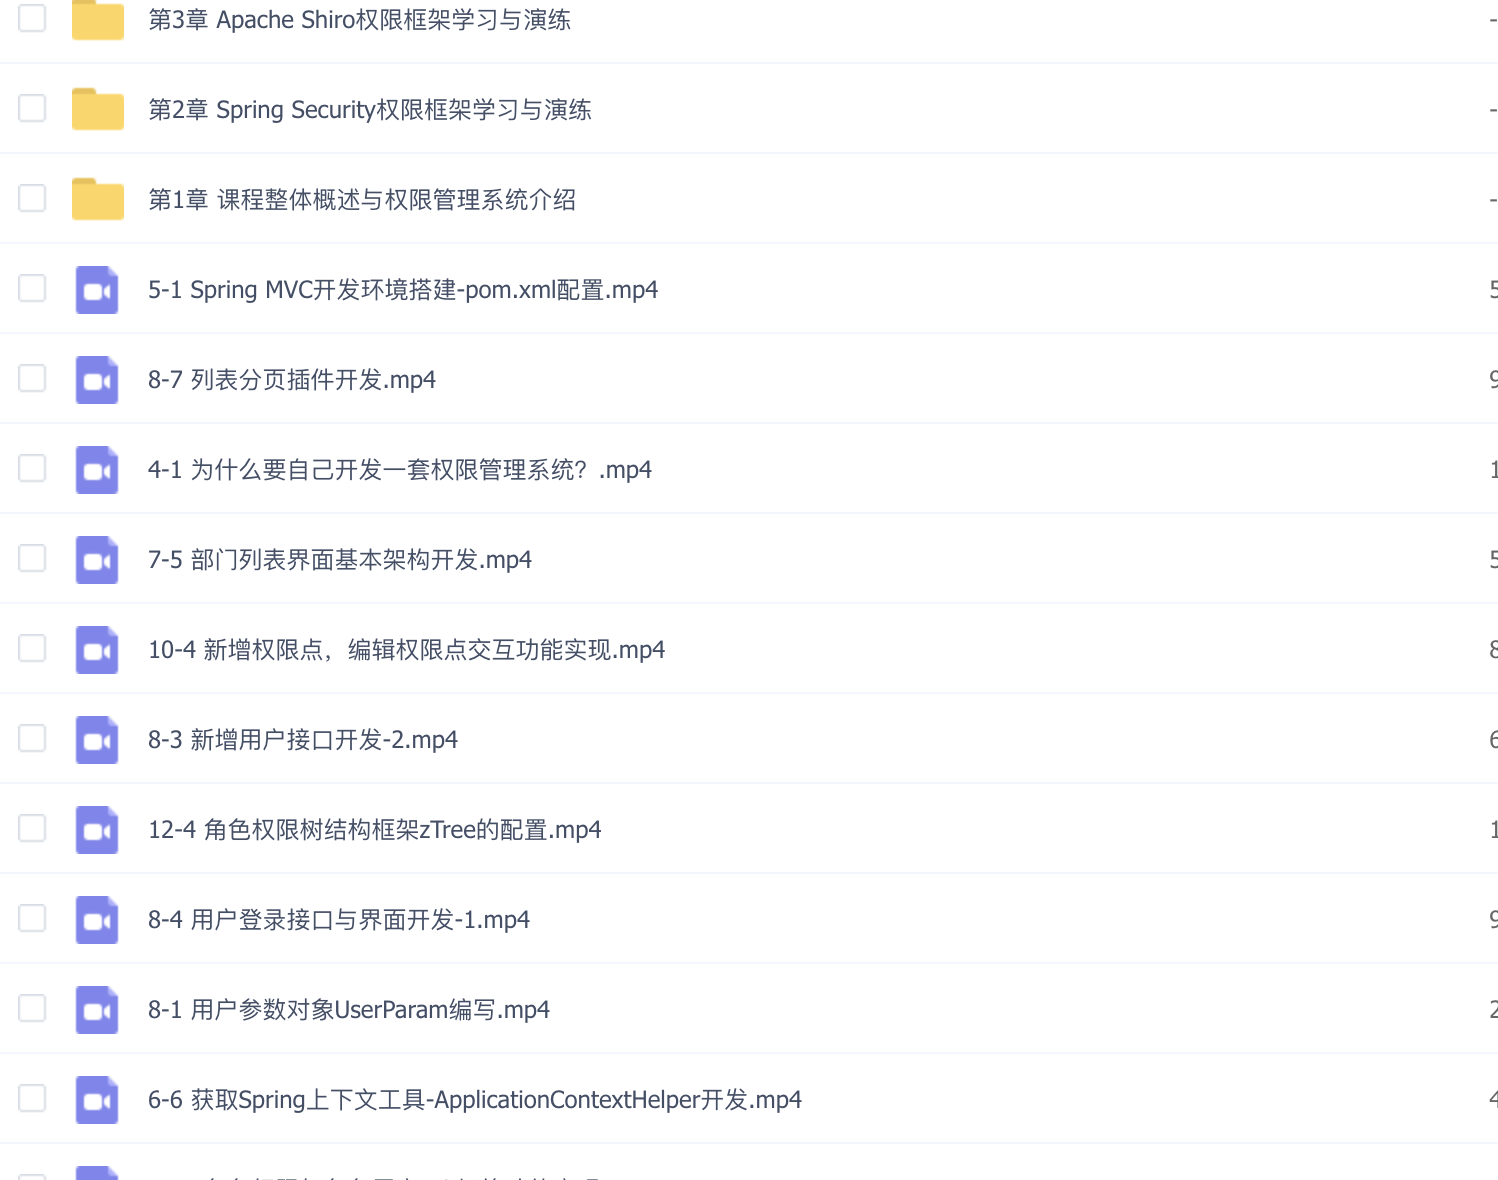 第3章 Apache Shiro权限框架学习与演练 -
第2章 Spring Security权限框架学习与演练 -
第1章 课程整体概述与权限管理系统介绍 -
5-1 Spring MVC开发环境搭建-pom.xml配置.mp4 5
8-7 列表分页插件开发.mp4 9
4-1 为什么要自己开发一套权限管理系统？.mp4 1
7-5 部门列表界面基本架构开发.mp4 5
10-4 新增权限点，编辑权限点交互功能实现.mp4 8
8-3 新增用户接口开发-2.mp4 6
12-4 角色权限树结构框架zTree的配置.mp4 1
8-4 用户登录接口与界面开发-1.mp4 9
8-1 用户参数对象UserParam编写.mp4 2
6-6 获取Spring上下文工具-ApplicationContextHelper开发.mp4 4